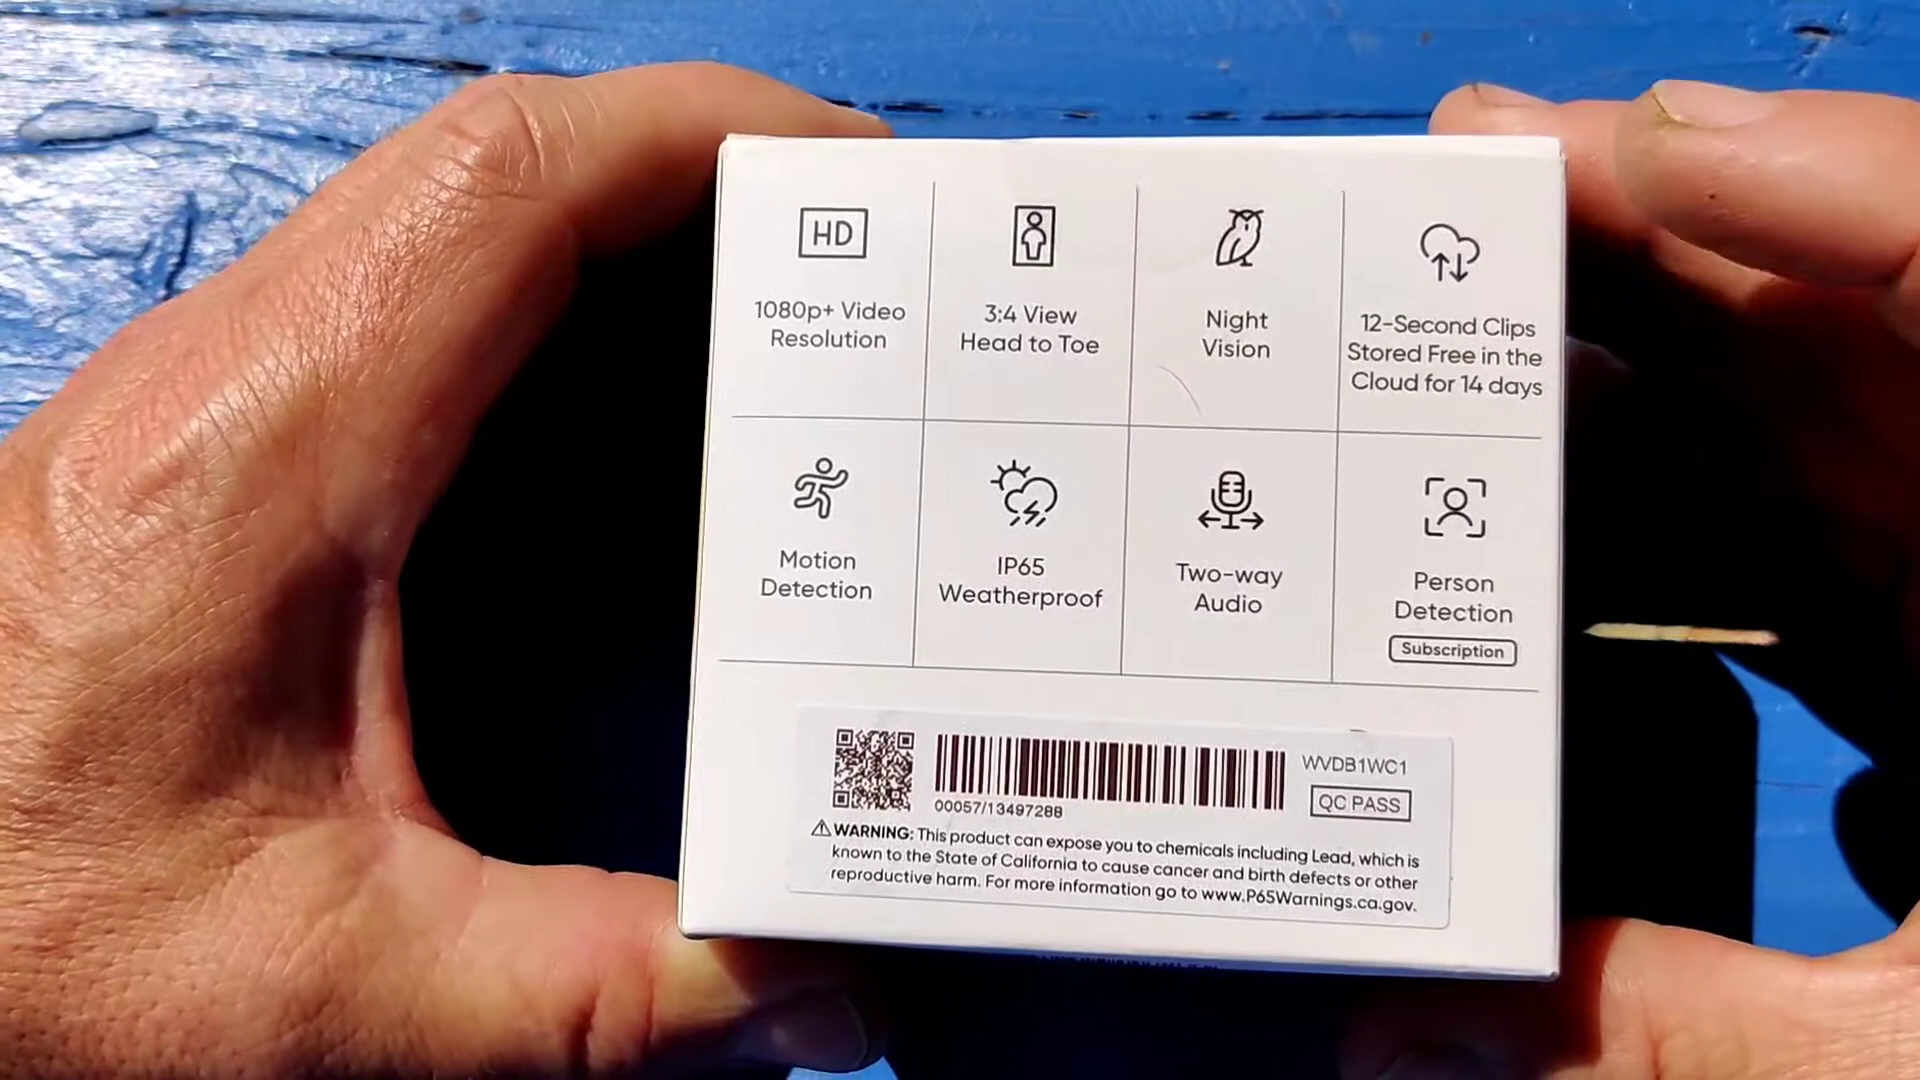 HD
1080p+ Video
Resolution
3:4 View
Head to Toe
Night
Vision
12-Second Clips
Stored Free in the
Cloud for 14 days
Motion
Detection
IP65
Weatherproof
Two-way
Audio
Person
Detection
Subscription
WVDB1WC1
QC PASS
00057/13497288
WARNING: This product can expose you to chemicals including Lead, which is
known to the State of California to cause cancer and birth defects or other
reproductive harm. For more information go to www.P65Warnings.ca.gov.